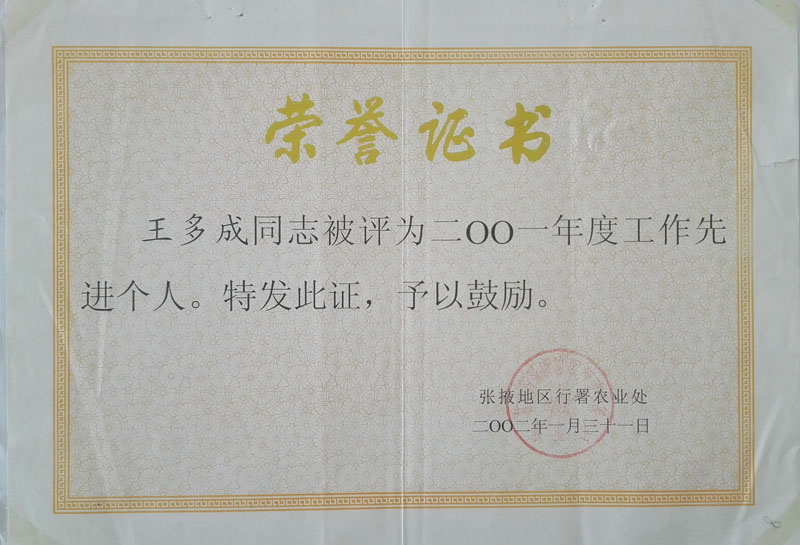 荣誉证书
王多成同志被评为二OO一年度工作先
进个人。特发此证，予以鼓励。
张掖地区行署农业处
二OO二年一月三十一日